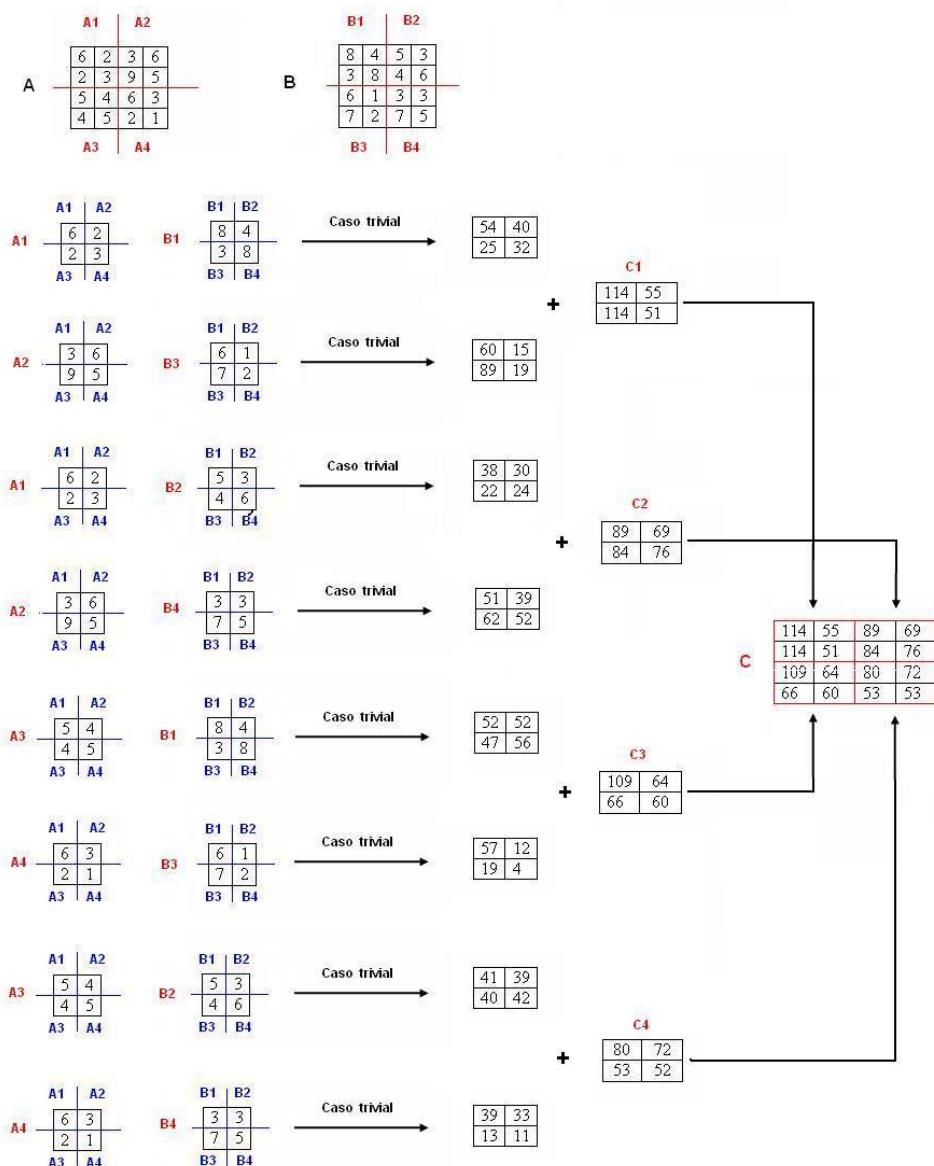 A1 A2
B1 B2
A
6 2 3 6
2 3 9 5
5 4 6 3
4 5 2 1
B
8 4 5 3
3 8 4 6
6 1 3 3
7 2 7 5
A3 A4
B3 B4
A1 A2
B1 B2
Caso trivial
A1
6 2
2 3
B1
8 4
3 8
54 40
25 32
A3 A4
B3 B4
C1
+
114 55
114 51
A1 A2
B1 B2
Caso trivial
A2
3 6
9 5
B3
6 1
7 2
60 15
89 19
A3 A4
B3 B4
A1 A2
B1 B2
Caso trivial
A1
6 2
2 3
B2
5 3
4 6
38 30
22 24
A3 A4
B3 B4
C2
+
89 69
84 76
A1 A2
B1 B2
Caso trivial
A2
3 6
9 5
B4
3 3
7 5
51 39
62 52
A3 A4
B3 B4
C
114 55 89 69
114 51 84 76
109 64 80 72
66 60 53 53
A1 A2
B1 B2
Caso trivial
A3
5 4
4 5
B1
8 4
3 8
52 52
47 56
A3 A4
B3 B4
C3
+
109 64
66 60
A1 A2
B1 B2
Caso trivial
A4
6 3
2 1
B3
6 1
7 2
57 12
19 4
A3 A4
B3 B4
A1 A2
B1 B2
Caso trivial
A3
5 4
4 5
B2
5 3
4 6
41 39
40 42
A3 A4
B3 B4
C4
+
80 72
53 52
A1 A2
B1 B2
Caso trivial
A4
6 3
2 1
B4
3 3
7 5
39 33
13 11
A3 A4
B3 B4